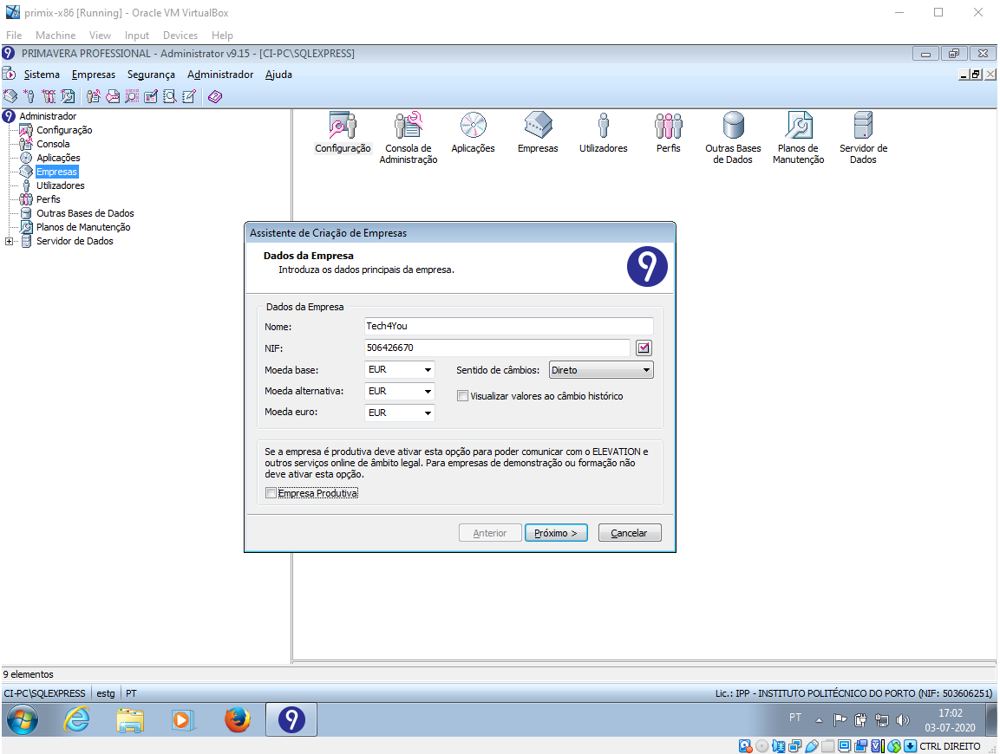 primix-x86 [Running] - Oracle VM VirtualBox
File Machine View Input Devices Help
9 PRIMAVERA PROFESSIONAL - Administrator v9.15 - [CI-PC\SQLEXPRESS]
Sistema Empresas Segurança Administrador Ajuda
9 Administrador
Configuração
Consola
Aplicações
Empresas
Utilizadores
Perfis
Outras Bases de Dados
Planos de Manutenção
Servidor de Dados
Configuração
Consola de
Administração
Aplicações
Empresas
Utilizadores
Perfis
Outras Bases
de Dados
Planos de
Manutenção
Servidor de
Dados
Assistente de Criação de Empresas
Dados da Empresa
Introduza os dados principais da empresa.
9
Dados da Empresa
Nome: Tech4You
NIF: 506426670
Moeda base: EUR Sentido de câmbios: Direto
Moeda alternativa: EUR Visualizar valores ao câmbio histórico
Moeda euro: EUR
Se a empresa é produtiva deve ativar esta opção para poder comunicar com o ELEVATION e
outros serviços online de âmbito legal. Para empresas de demonstração ou formação não
deve ativar esta opção.
Empresa Produtiva
Anterior Próximo > Cancelar
9 elementos
CI-PC\SQLEXPRESS estg PT Lic.: IPP - INSTITUTO POLITÉCNICO DO PORTO (NIF: 503606251)
9 PT 17:02
03-07-2020
CTRL DIREITO